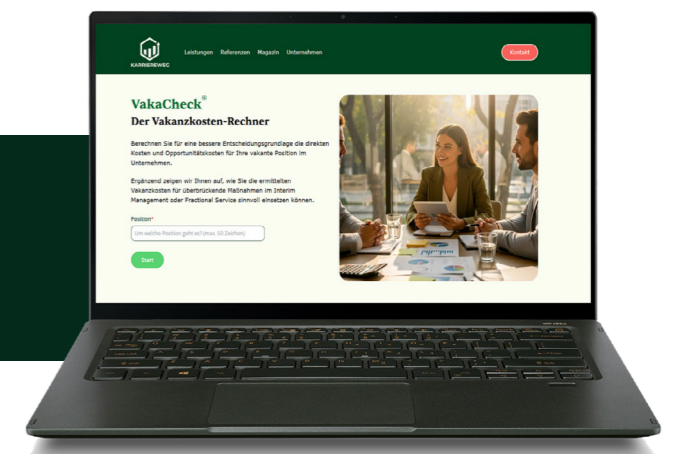 KARRIEREWEG
Leistungen Referenzen Magazin Unternehmen
Kontakt
VakaCheck®
Der Vakanzkosten-Rechner
Berechnen Sie für eine bessere Entscheidungsgrundlage die direkten
Kosten und Opportunitätskosten für Ihre vakante Position im
Unternehmen.
Ergänzend zeigen wir Ihnen auf, wie Sie die ermittelten
Vakanzkosten für überbrückende Maßnahmen im Interim
Management oder Fractional Service sinnvoll einsetzen können.
Position*
Um welche Position geht es? (max. 50 Zeichen)
Start